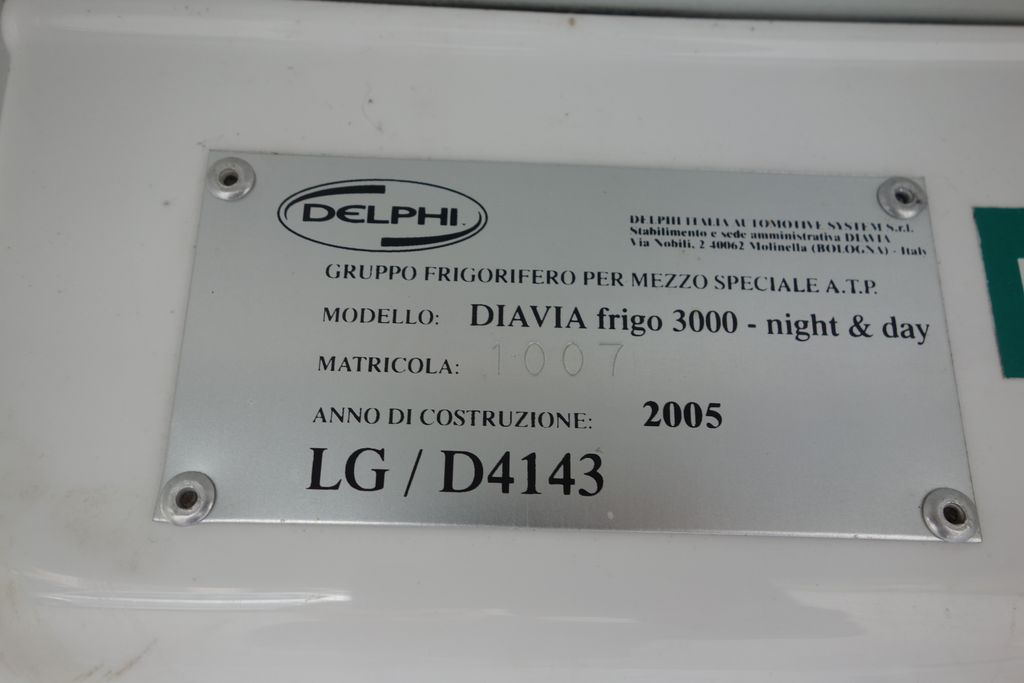 DELPHI
DELPHI ITALIA AUTOMOTIVE SYSTEM S.r.l.
Stabilimento e sede amministrativa DIAVIA
Via Nobili, 2 40062 Molinella (BOLOGNA) - Italy
GRUPPO FRIGORIFERO PER MEZZO SPECIALE A.T.P.
MODELLO: DIAVIA frigo 3000 - night & day
MATRICOLA: 1007
ANNO DI COSTRUZIONE: 2005
LG / D4143